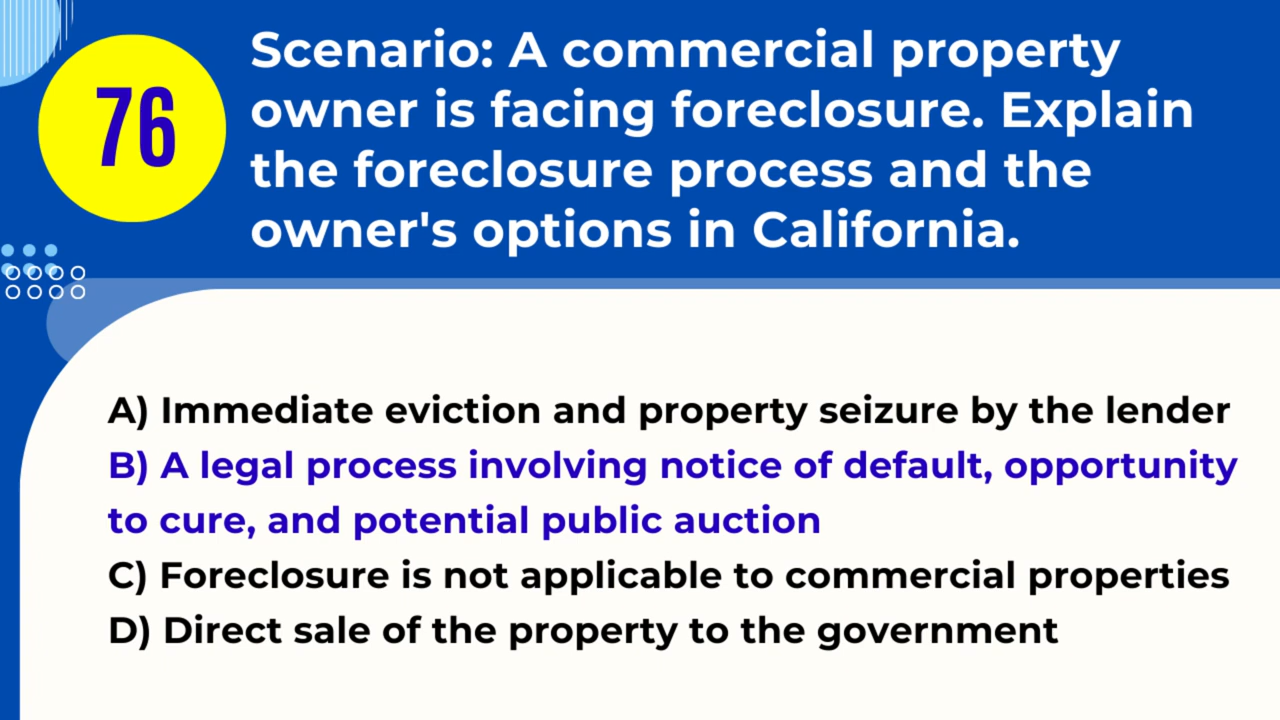 76
Scenario: A commercial property
owner is facing foreclosure. Explain
the foreclosure process and the
owner's options in California.
A) Immediate eviction and property seizure by the lender
B) A legal process involving notice of default, opportunity
to cure, and potential public auction
C) Foreclosure is not applicable to commercial properties
D) Direct sale of the property to the government